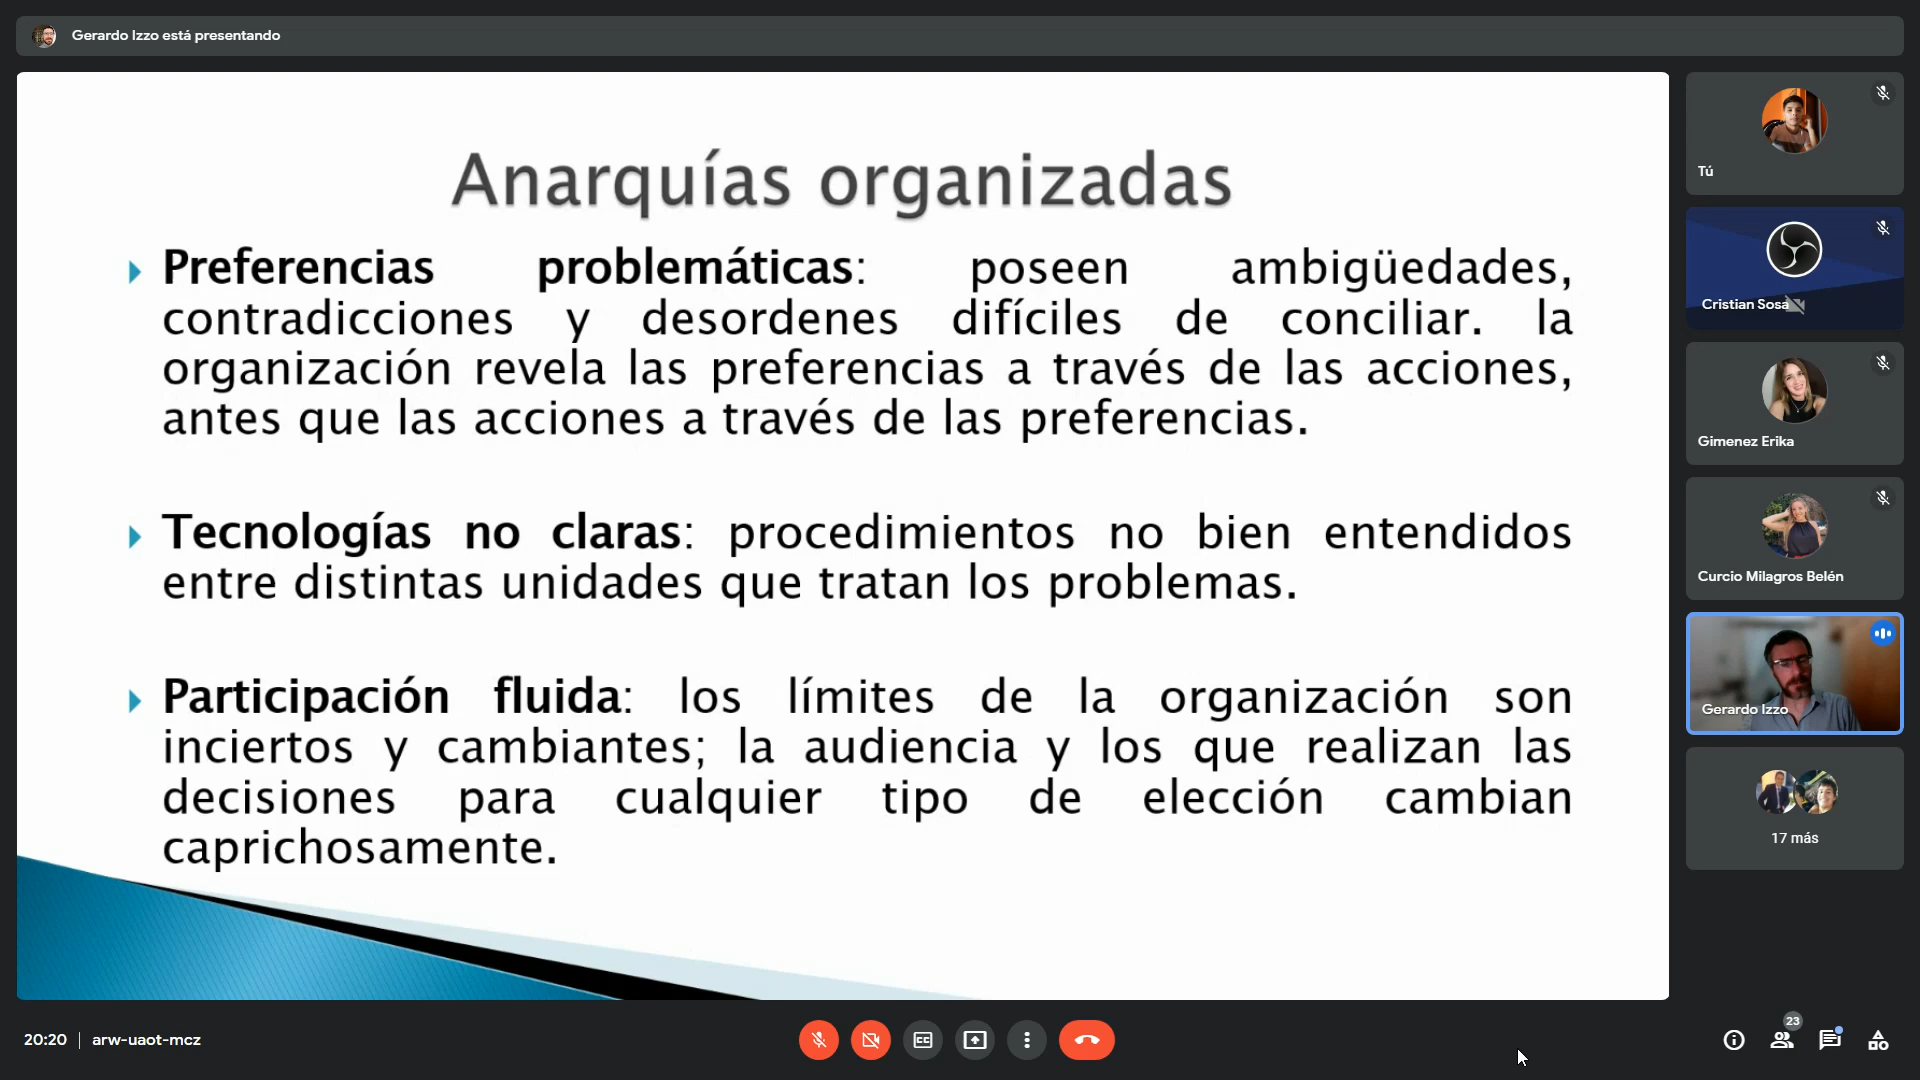 Gerardo Izzo está presentando
Anarquías organizadas
Preferencias problemáticas: poseen ambigüedades,
contradicciones y desordenes difíciles de conciliar. la
organización revela las preferencias a través de las acciones,
antes que las acciones a través de las preferencias.
Tecnologías no claras: procedimientos no bien entendidos
entre distintas unidades que tratan los problemas.
Participación fluida: los límites de la organización son
inciertos y cambiantes; la audiencia y los que realizan las
decisiones para cualquier tipo de elección cambian
caprichosamente.
Tú
Cristian Sosa
Gimenez Erika
Curcio Milagros Belén
Gerardo Izzo
17 más
20:20
arw-uaot-mcz
CC
23